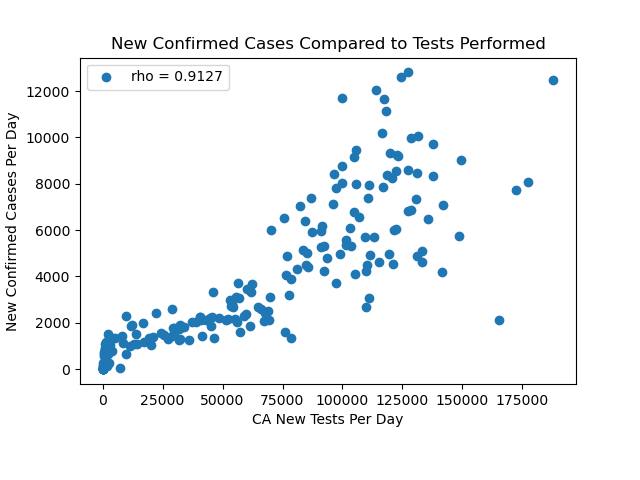 New Confirmed Cases Compared to Tests Performed
rho = 0.9127
12000
10000
8000
6000
4000
2000
0
New Confirmed Caeses Per Day
0 25000 50000 75000 100000 125000 150000 175000
CA New Tests Per Day